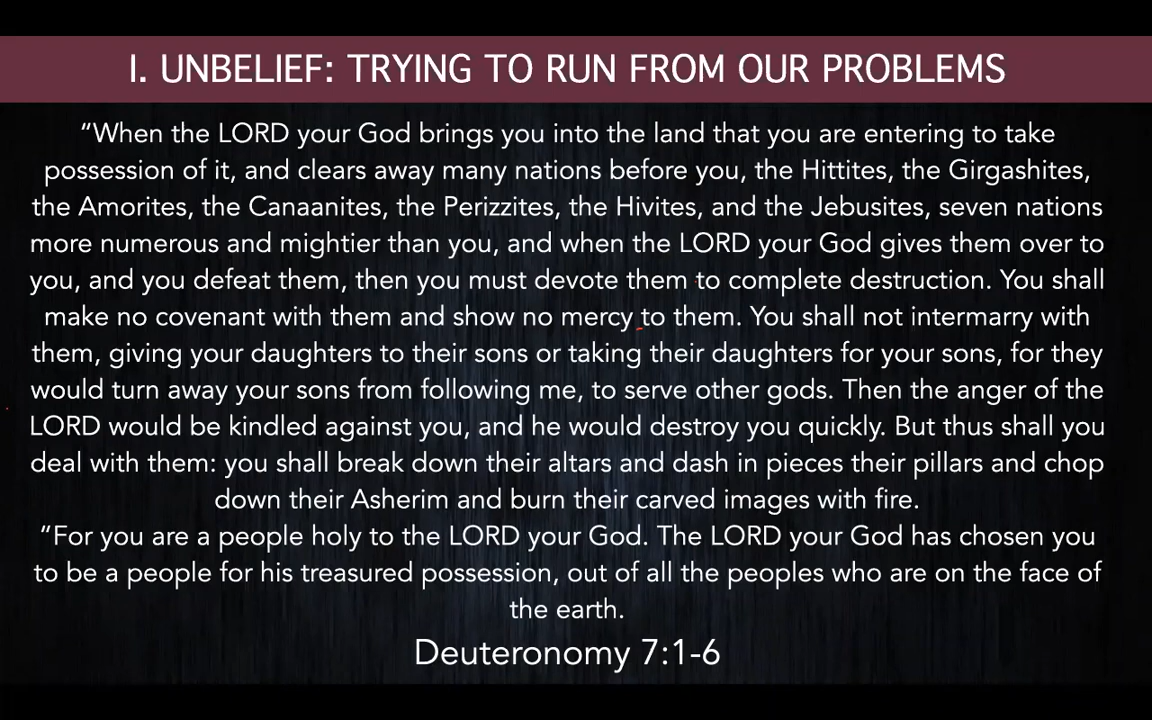 I. UNBELIEF: TRYING TO RUN FROM OUR PROBLEMS
“When the LORD your God brings you into the land that you are entering to take
possession of it, and clears away many nations before you, the Hittites, the Girgashites,
the Amorites, the Canaanites, the Perizzites, the Hivites, and the Jebusites, seven nations
more numerous and mightier than you, and when the LORD your God gives them over to
you, and you defeat them, then you must devote them to complete destruction. You shall
make no covenant with them and show no mercy to them. You shall not intermarry with
them, giving your daughters to their sons or taking their daughters for your sons, for they
would turn away your sons from following me, to serve other gods. Then the anger of the
LORD would be kindled against you, and he would destroy you quickly. But thus shall you
deal with them: you shall break down their altars and dash in pieces their pillars and chop
down their Asherim and burn their carved images with fire.
“For you are a people holy to the LORD your God. The LORD your God has chosen you
to be a people for his treasured possession, out of all the peoples who are on the face of
the earth.
Deuteronomy 7:1-6